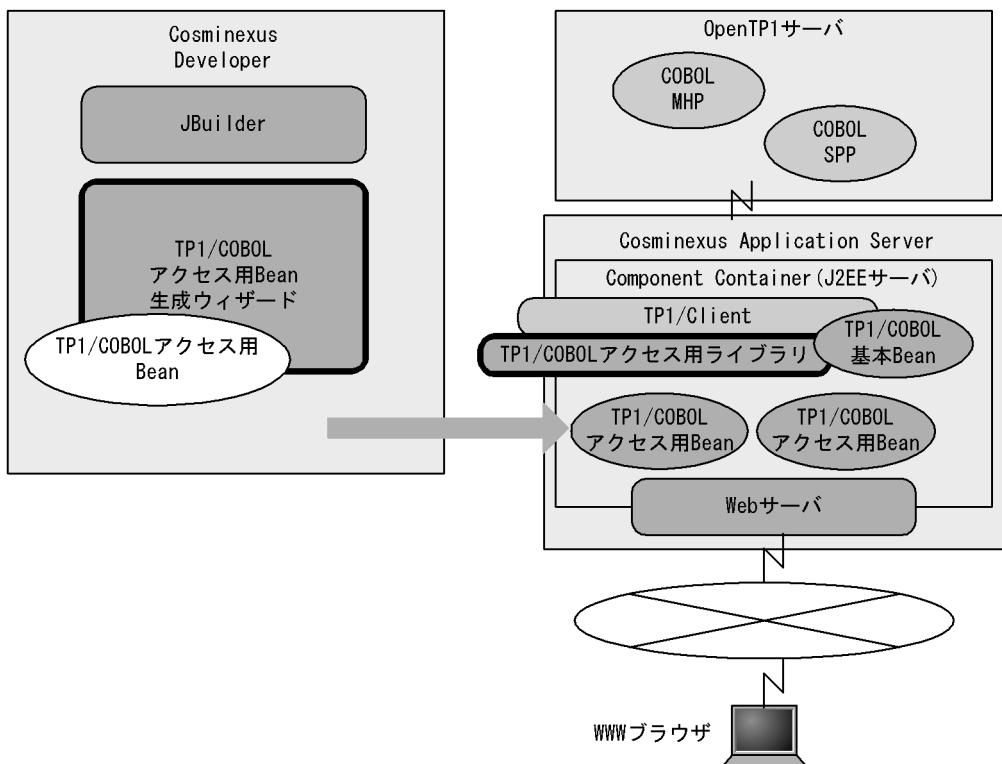 Cosminexus
Developer
JBuilder
TP1/COBOL
アクセス用Bean
生成ウィザード
TP1/COBOLアクセス用
Bean
OpenTP1サーバ
COBOL
MHP
COBOL
SPP
Cosminexus Application Server
Component Container(J2EEサーバ)
TP1/Client
TP1/COBOLアクセス用ライブラリ
TP1/COBOL
基本Bean
TP1/COBOL
アクセス用Bean
TP1/COBOL
アクセス用Bean
Webサーバ
WWWブラウザ